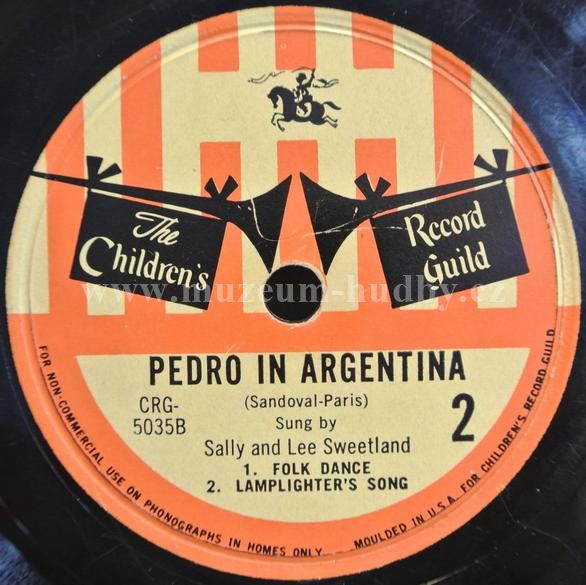 The
Children's
Record
Guild
www.muzeum-hudby.cz
PEDRO IN ARGENTINA
CRG-
5035B
(Sandoval-Paris)
Sung by
2
Sally and Lee Sweetland
1. FOLK DANCE
2. LAMPLIGHTER'S SONG
FOR NON-COMMERCIAL USE ON PHONOGRAPHS IN HOMES ONLY — MOULDED IN U.S.A. FOR CHILDREN'S RECORD GUILD